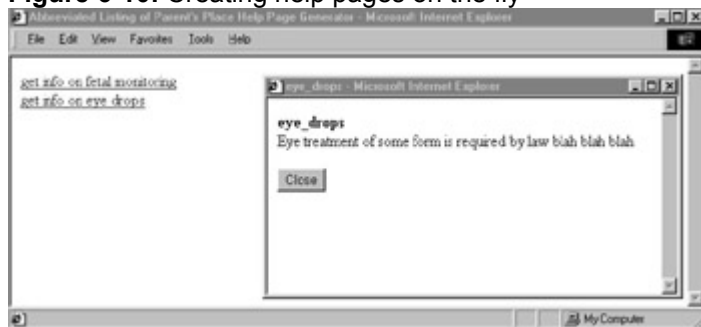 Figure 3-10. Creating help pages on the fly
Abbreviated Listing of Parent's Place Help Page Generator - Microsoft Internet Explorer
File Edit View Favorites Tools Help
get info on fetal monitoring
get info on eye drops
eye_drops - Microsoft Internet Explorer
eye_drops
Eye treatment of some form is required by law blah blah blah
Close
My Computer